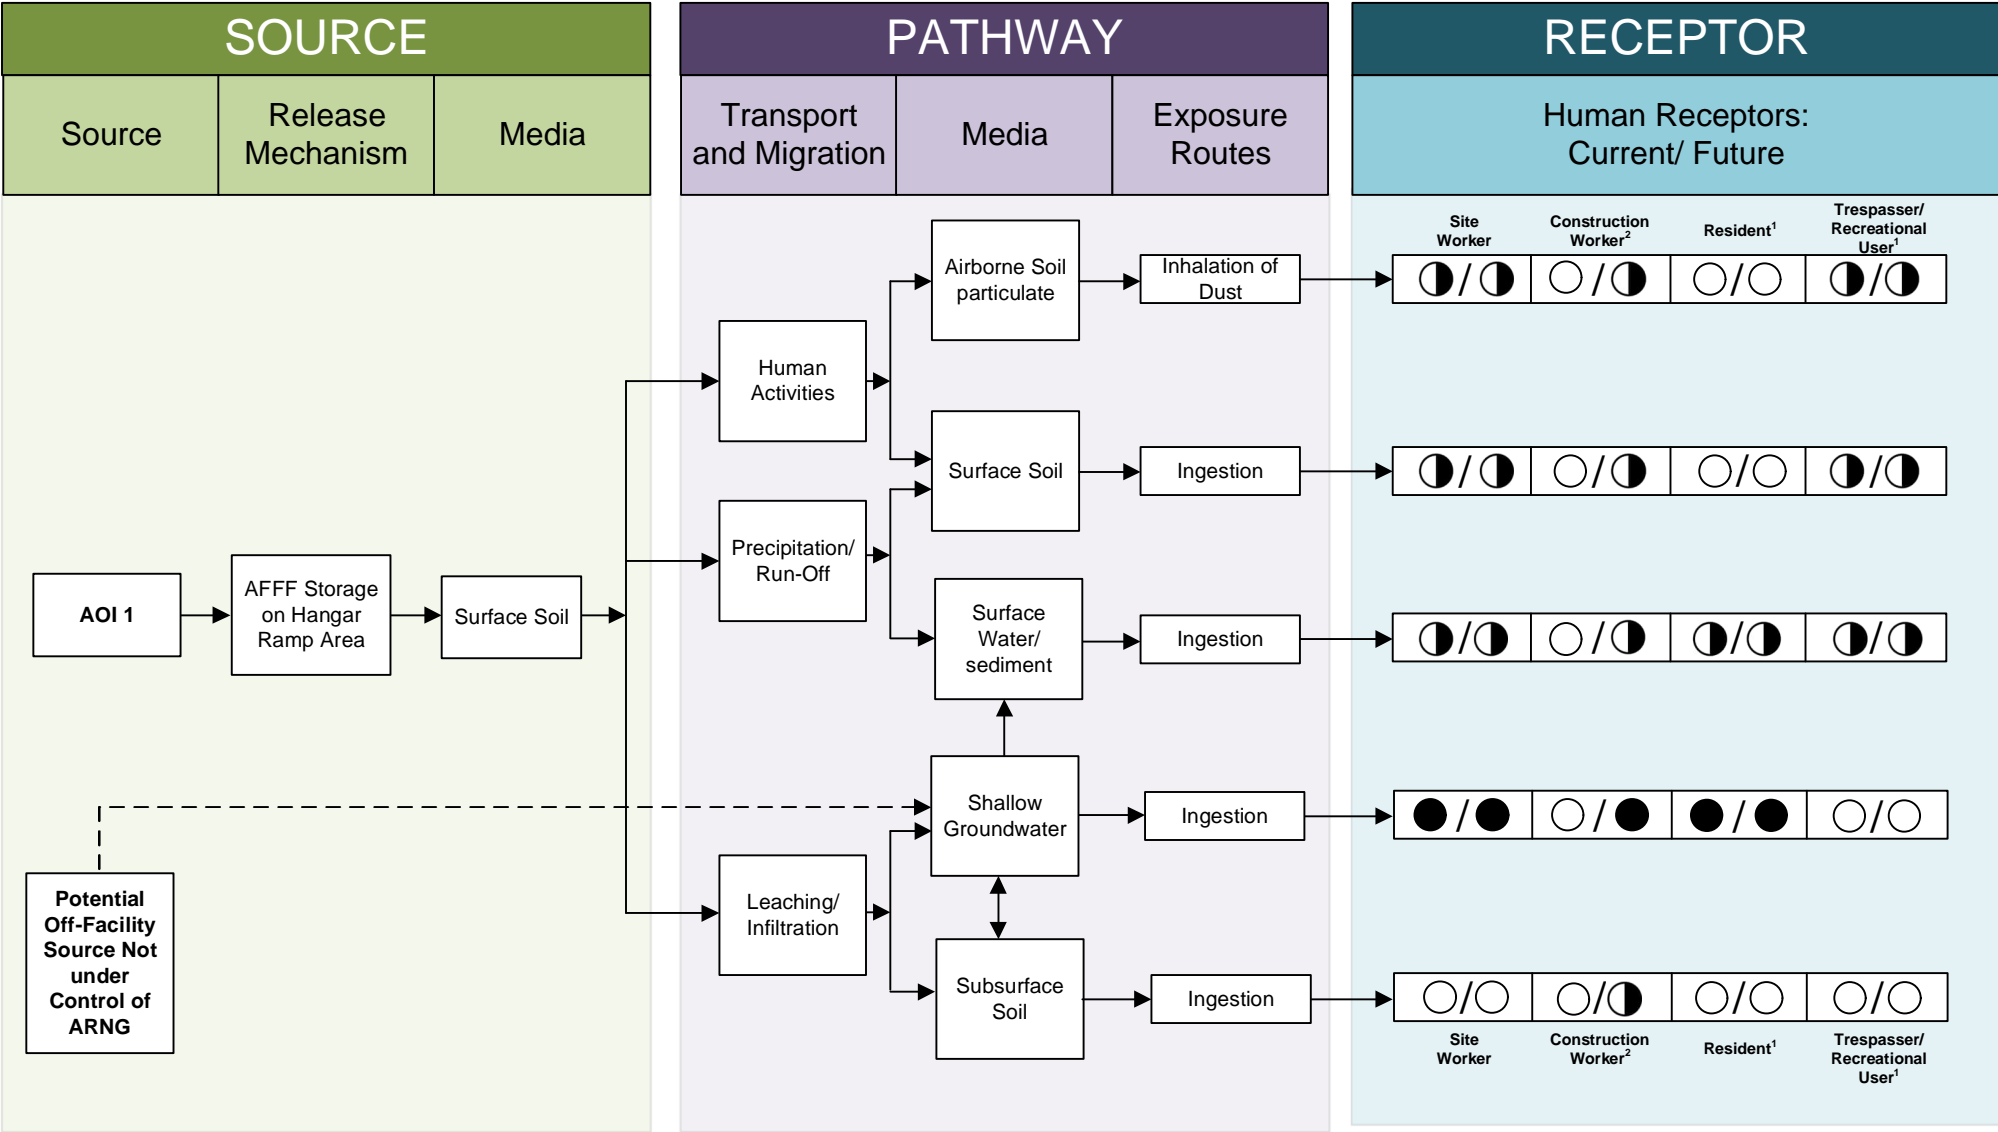 SOURCE
PATHWAY
RECEPTOR
Source
Release
Mechanism
Media
Transport
and Migration
Media
Exposure
Routes
Human Receptors:
Current/ Future
Site
Worker
Construction
Worker²
Resident¹
Trespasser/
Recreational
User¹
Airborne Soil
particulate
Inhalation of
Dust
/
/
/
/
Human
Activities
Surface Soil
Ingestion
/
/
/
/
Precipitation/
Run-Off
AOI 1
AFFF Storage
on Hangar
Ramp Area
Surface Soil
Surface
Water/
sediment
Ingestion
/
/
/
/
Shallow
Groundwater
Ingestion
/
/
/
/
Potential
Off-Facility
Source Not
under
Control of
ARNG
Leaching/
Infiltration
Subsurface
Soil
Ingestion
/
/
/
/
Site
Worker
Construction
Worker²
Resident¹
Trespasser/
Recreational
User¹